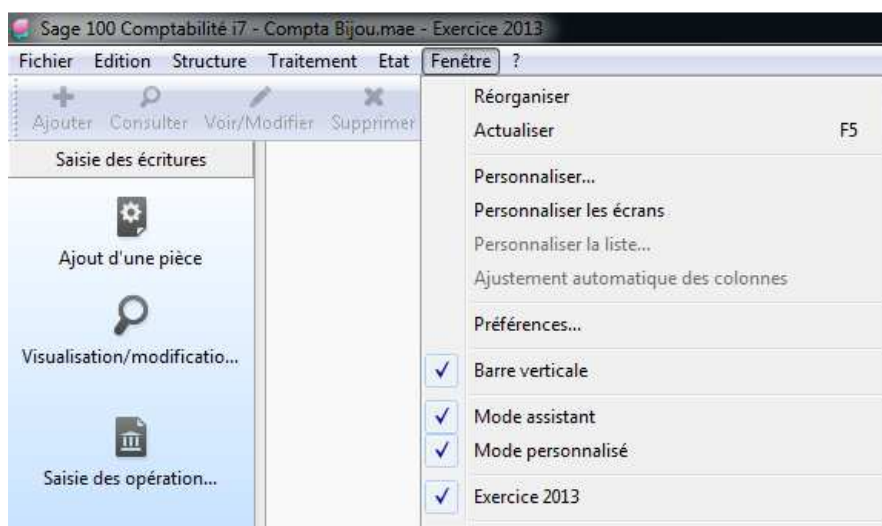 Sage 100 Comptabilité i7 - Compta Bijou.mae - Exercice 2013
Fichier Edition Structure Traitement Etat Fenêtre ?
Ajouter Consulter Voir/Modifier Supprimer
Saisie des écritures
Ajout d'une pièce
Visualisation/modificatio...
Saisie des opération...
Réorganiser
Actualiser F5
Personnaliser...
Personnaliser les écrans
Personnaliser la liste...
Ajustement automatique des colonnes
Préférences...
Barre verticale
Mode assistant
Mode personnalisé
Exercice 2013